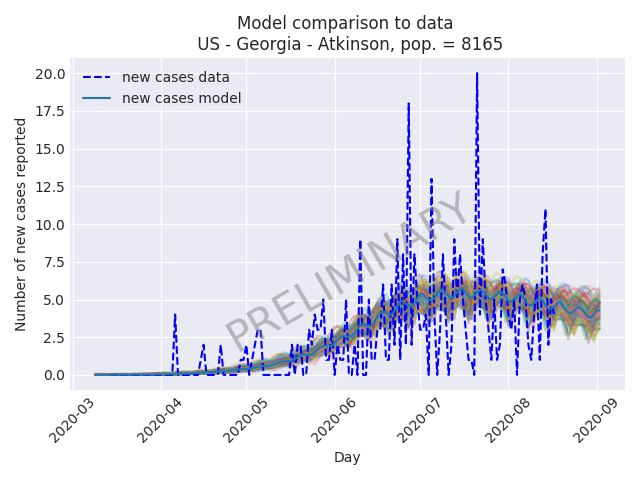 Model comparison to data
US - Georgia - Atkinson, pop. = 8165
new cases data
new cases model
Number of new cases reported
20.0
17.5
15.0
12.5
10.0
7.5
5.0
2.5
0.0
PRELIMINARY
2020-03
2020-04
2020-05
2020-06
2020-07
2020-08
2020-09
Day